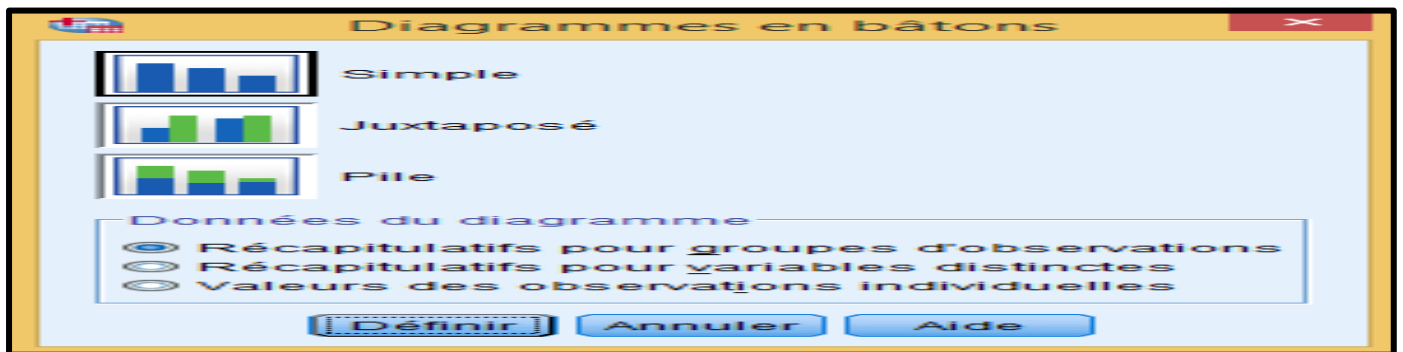 Diagrammes en bâtons
Simple
Juxtaposé
Pile
Données du diagramme
Récapitulatifs pour groupes d'observations
Récapitulatifs pour variables distinctes
Valeurs des observations individuelles
Définir Annuler Aide